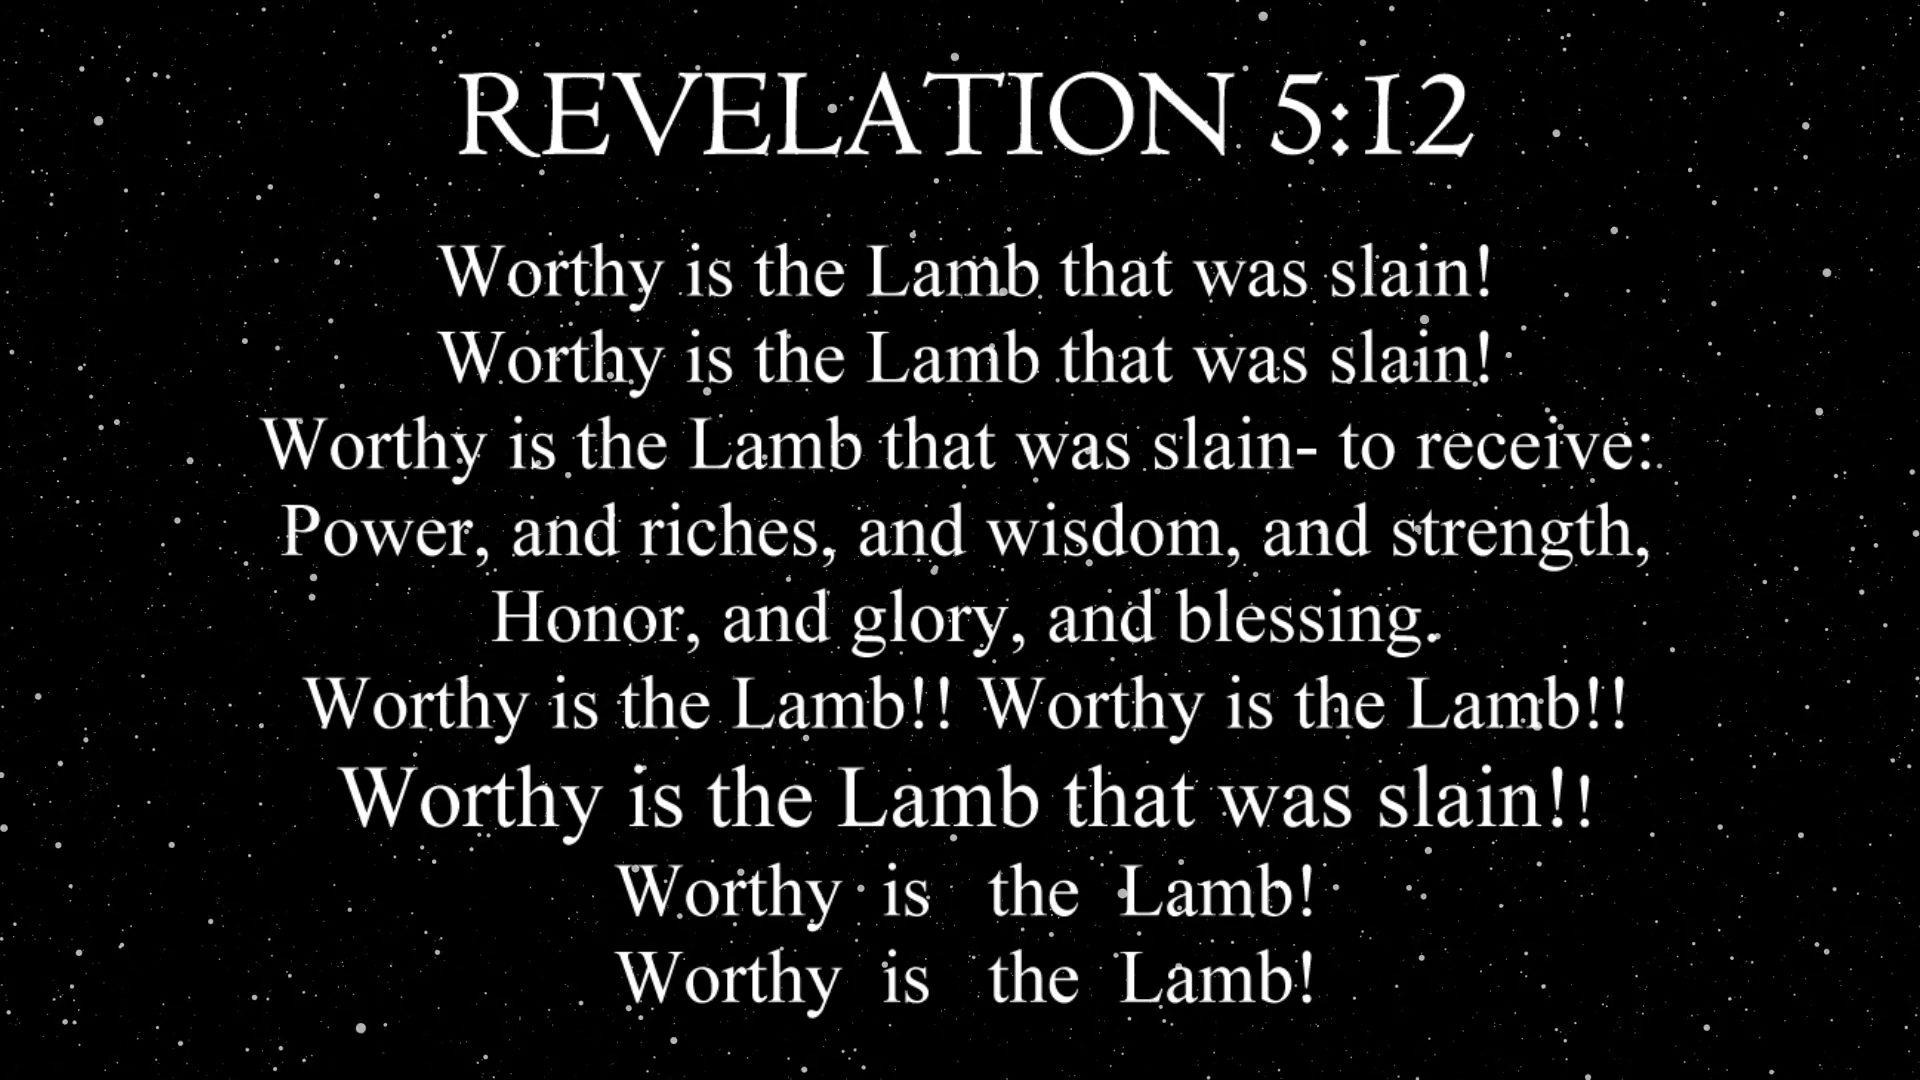 REVELATION 5:12
Worthy is the Lamb that was slain!
Worthy is the Lamb that was slain!
Worthy is the Lamb that was slain- to receive:
Power, and riches, and wisdom, and strength,
Honor, and glory, and blessing.
Worthy is the Lamb!! Worthy is the Lamb!!
Worthy is the Lamb that was slain!!
Worthy is the Lamb!
Worthy is the Lamb!